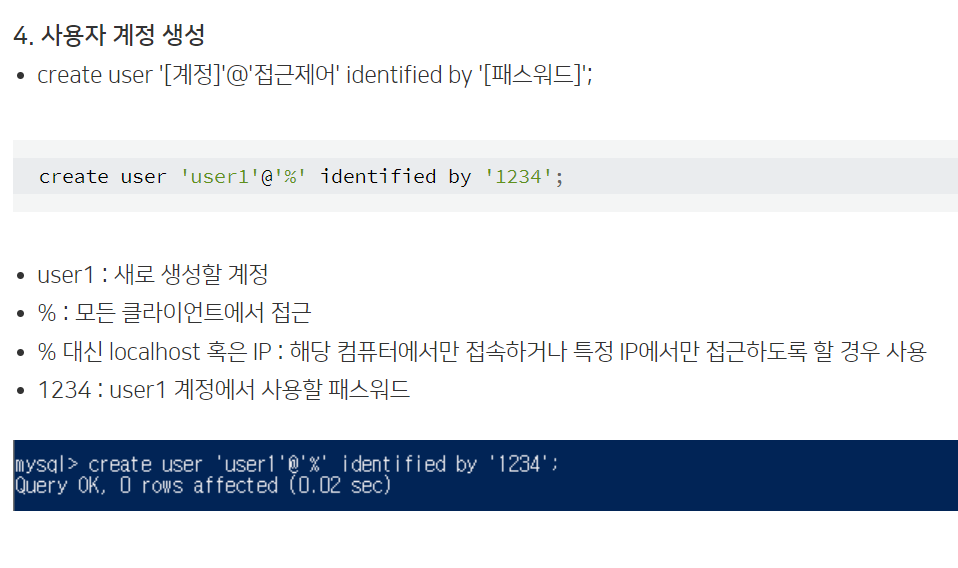 4. 사용자 계정 생성
• create user '[계정]'@'접근제어' identified by '[패스워드]';
create user 'user1'@'%' identified by '1234';
• user1 : 새로 생성할 계정
• % : 모든 클라이언트에서 접근
• % 대신 localhost 혹은 IP : 해당 컴퓨터에서만 접속하거나 특정 IP에서만 접근하도록 할 경우 사용
• 1234 : user1 계정에서 사용할 패스워드
mysql> create user 'user1'@'%' identified by '1234';
Query OK, 0 rows affected (0.02 sec)